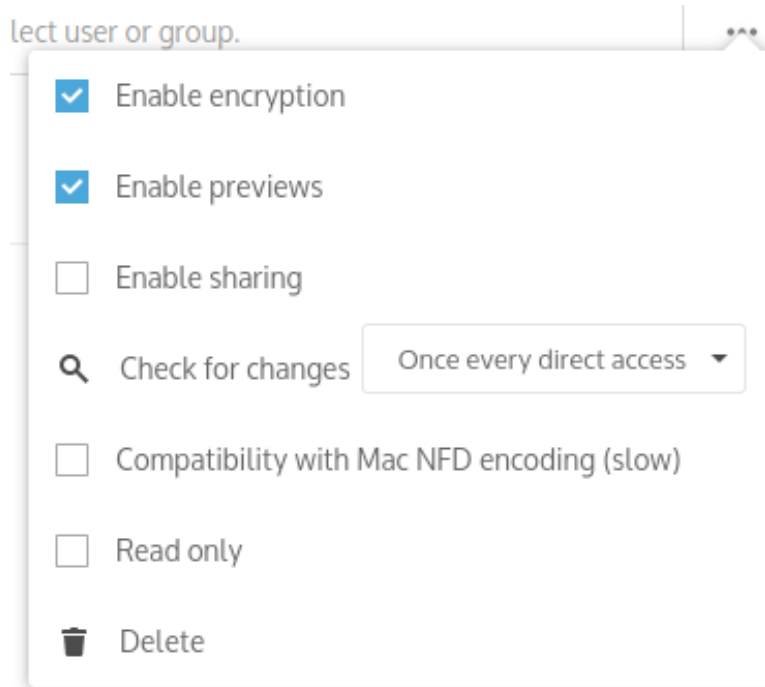 lect user or group.
Enable encryption
Enable previews
Enable sharing
Check for changes Once every direct access
Compatibility with Mac NFD encoding (slow)
Read only
Delete